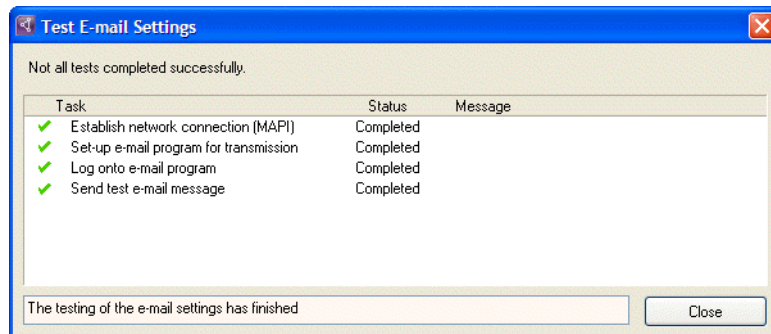 Test E-mail Settings
Not all tests completed successfully.
Task Status Message
Establish network connection (MAPI) Completed
Set-up e-mail program for transmission Completed
Log onto e-mail program Completed
Send test e-mail message Completed
The testing of the e-mail settings has finished
Close